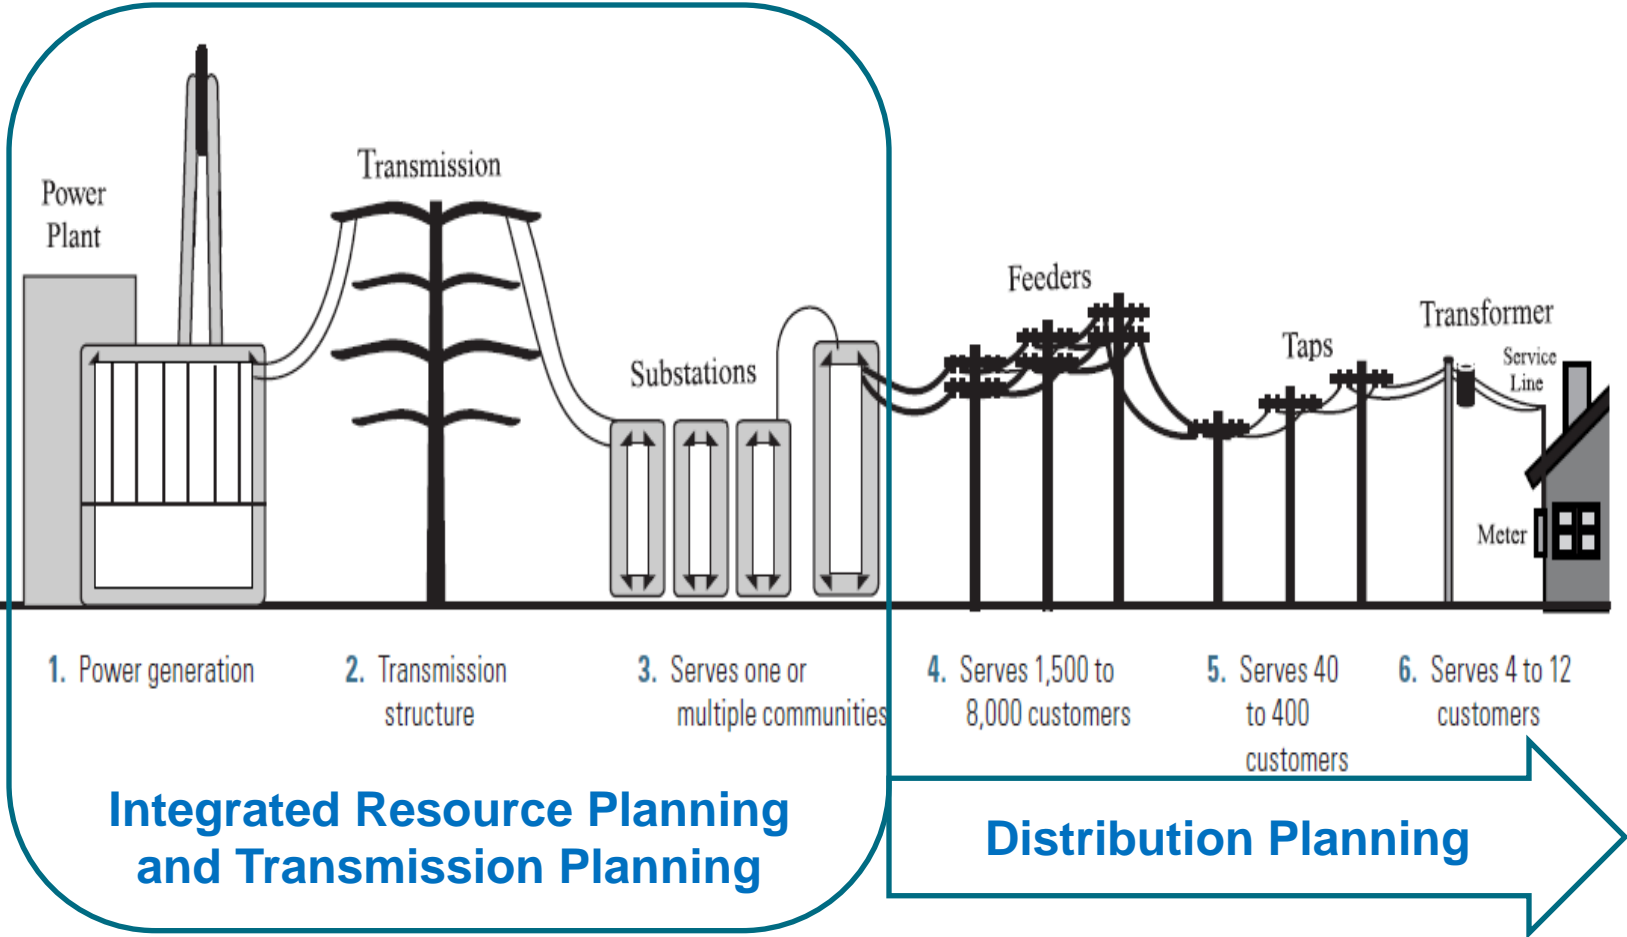 Power
Plant
Transmission
Substations
Feeders
Taps
Transformer
Service
Line
Meter
1. Power generation
2. Transmission
structure
3. Serves one or
multiple communities
4. Serves 1,500 to
8,000 customers
5. Serves 40
to 400
customers
6. Serves 4 to 12
customers
Integrated Resource Planning
and Transmission Planning
Distribution Planning